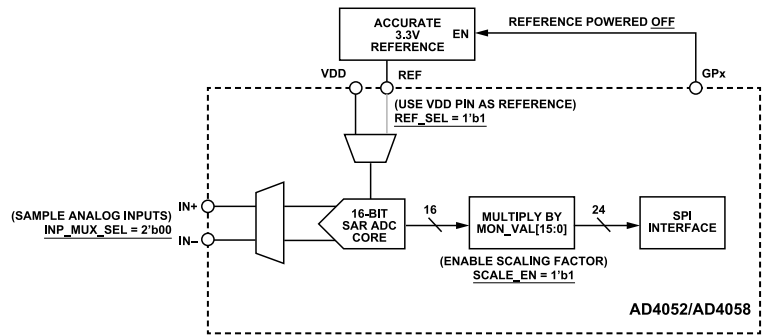 ACCURATE
3.3V
REFERENCE
EN
REFERENCE POWERED OFF
VDD
REF
GPx
(USE VDD PIN AS REFERENCE)
REF_SEL = 1'b1
(SAMPLE ANALOG INPUTS)
INP_MUX_SEL = 2'b00
IN+
IN–
16-BIT
SAR ADC
CORE
16
MULTIPLY BY
MON_VAL[15:0]
24
SPI
INTERFACE
(ENABLE SCALING FACTOR)
SCALE_EN = 1'b1
AD4052/AD4058